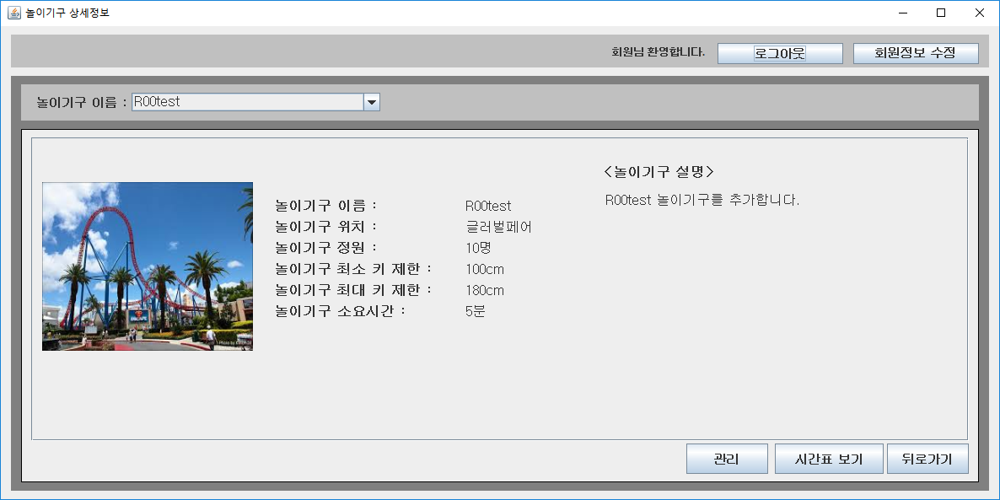 놀이기구 상세정보
회원님 환영합니다.
로그아웃
회원정보 수정
놀이기구 이름 :
R00test
<놀이기구 설명>
R00test 놀이기구를 추가합니다.
놀이기구 이름 : R00test
놀이기구 위치 : 글러벌페어
놀이기구 정원 : 10명
놀이기구 최소 키 제한 : 100cm
놀이기구 최대 키 제한 : 180cm
놀이기구 소요시간 : 5분
관리
시간표 보기
뒤로가기